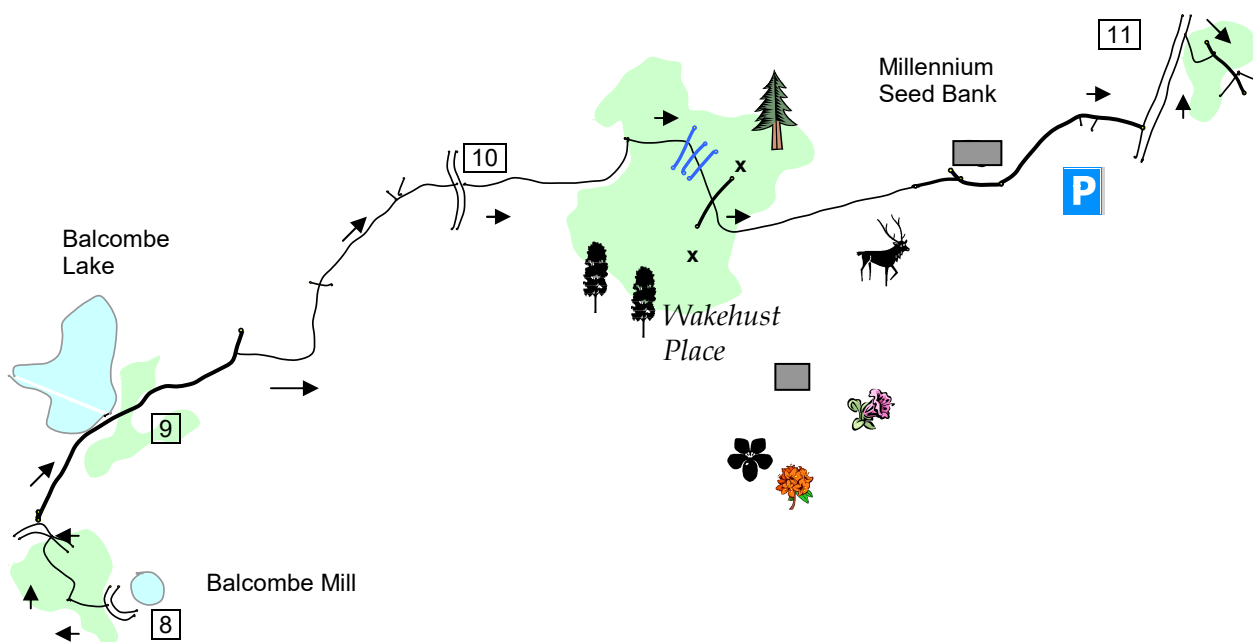 11
Millennium
Seed Bank
x
10
P
Balcombe
Lake
x
Wakehust
Place
9
Balcombe Mill
8